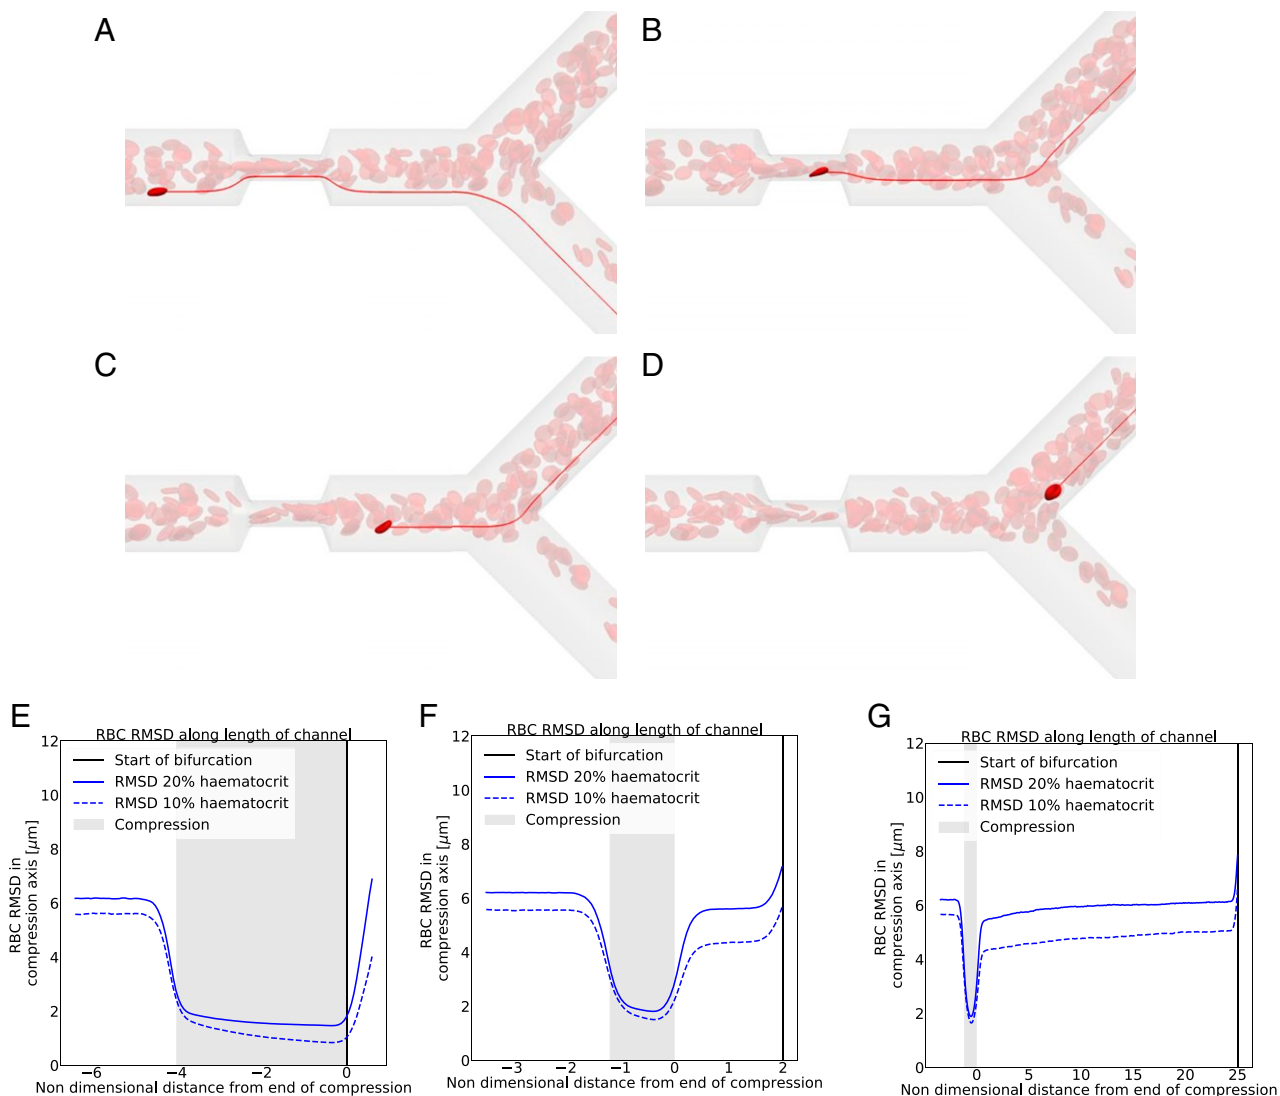 A
B
C
D
E
RBC RMSD along length of channel
12
10
8
6
4
2
0
Start of bifurcation
RMSD 20% haematocrit
RMSD 10% haematocrit
Compression
RBC RMSD in
compression axis [μm]
−6
−4
−2
0
Non dimensional distance from end of compression
F
RBC RMSD along length of channel
12
10
8
6
4
2
0
Start of bifurcation
RMSD 20% haematocrit
RMSD 10% haematocrit
Compression
RBC RMSD in
compression axis [μm]
−3
−2
−1
0
1
2
Non dimensional distance from end of compression
G
RBC RMSD along length of channel
12
10
8
6
4
2
0
Start of bifurcation
RMSD 20% haematocrit
RMSD 10% haematocrit
Compression
RBC RMSD in
compression axis [μm]
0
5
10
15
20
25
Non dimensional distance from end of compression